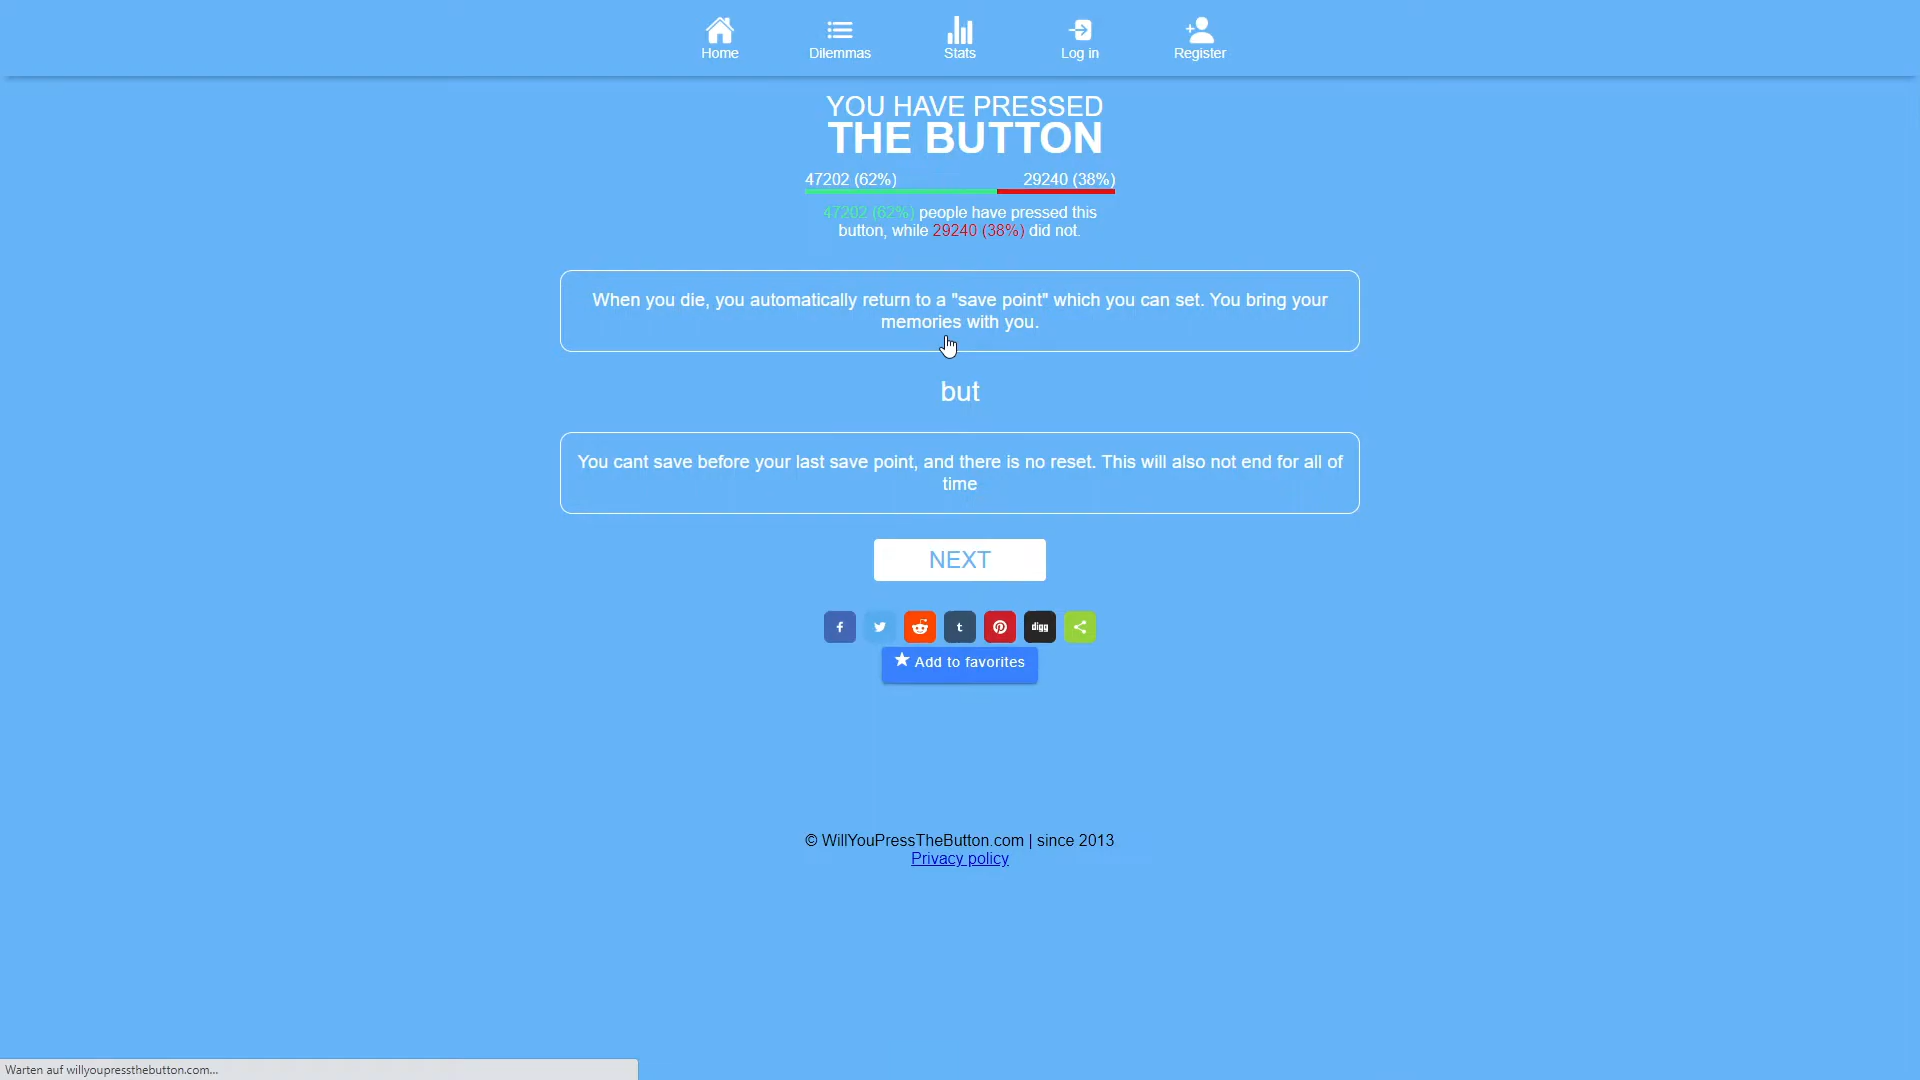 Home
Dilemmas
Stats
Log in
Register
YOU HAVE PRESSED
THE BUTTON
47202 (62%)
29240 (38%)
47202 (62%) people have pressed this
button, while 29240 (38%) did not.
When you die, you automatically return to a "save point" which you can set. You bring your
memories with you.
but
You cant save before your last save point, and there is no reset. This will also not end for all of
time
NEXT
f
t
digg
Add to favorites
© WillYouPressTheButton.com | since 2013
Privacy policy
Warten auf willyoupressthebutton.com...